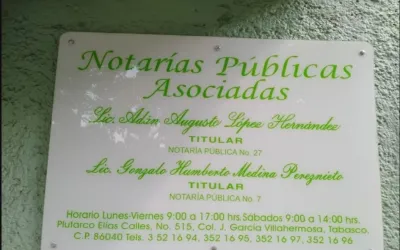 Notarías Públicas
Asociadas
Lic. Adán Augusto López Hernández
TITULAR
NOTARÍA PÚBLICA No. 27
Lic. Gonzalo Humberto Medina Pereznieto
TITULAR
NOTARÍA PÚBLICA No. 7
Horario Lunes-Viernes 9:00 a 17:00 hrs. Sábados 9:00 a 14:00 hrs.
Plutarco Elías Calles, No. 515, Col. J. García Villahermosa, Tabasco.
C.P. 86040 Tels. 3 52 16 94, 352 16 95, 352 16 97, 352 16 96